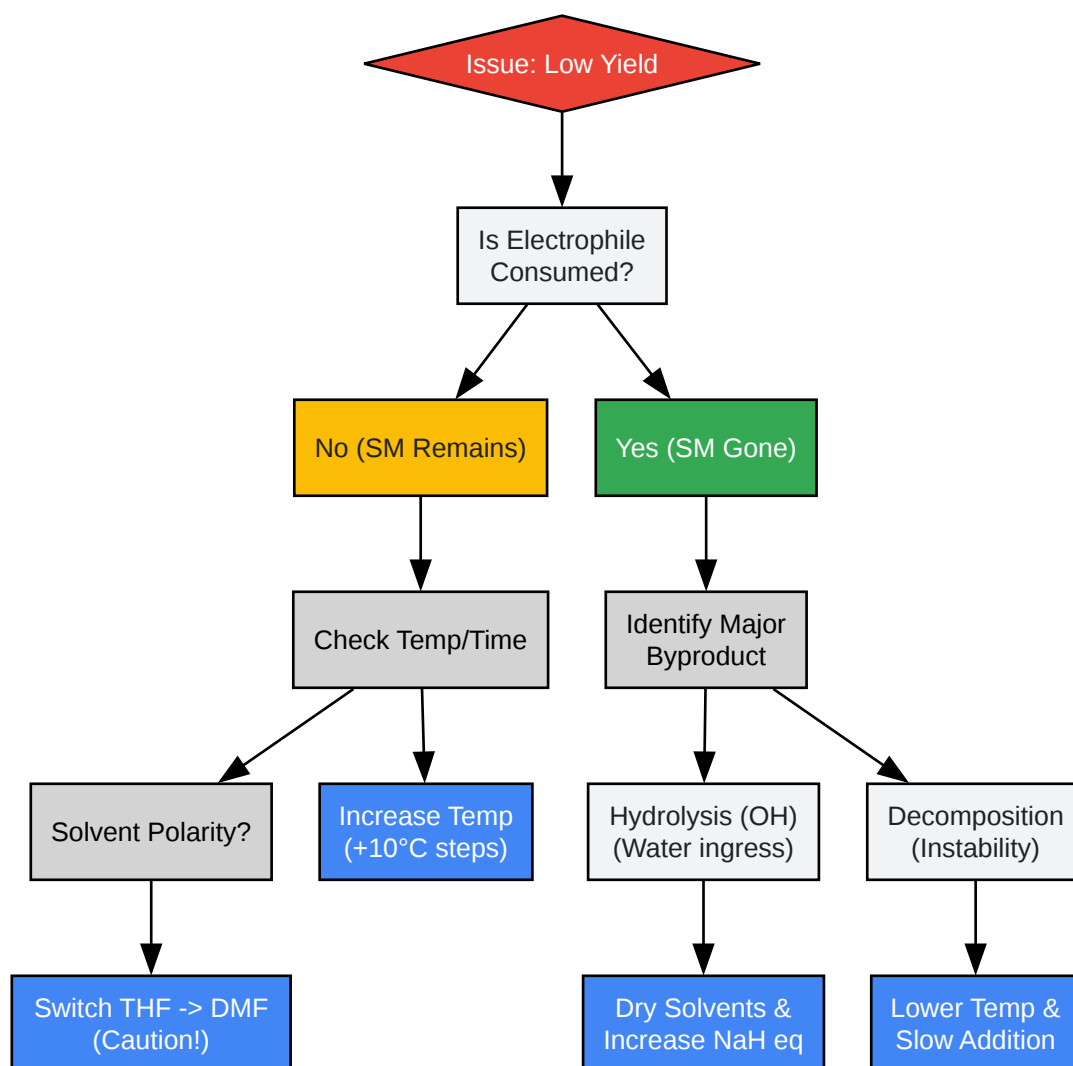 Issue: Low Yield
Is Electrophile
Consumed?
No (SM Remains)
Yes (SM Gone)
Check Temp/Time
Identify Major
Byproduct
Solvent Polarity?
Increase Temp
(+10°C steps)
Hydrolysis (OH)
(Water ingress)
Decomposition
(Instability)
Switch THF -> DMF
(Caution!)
Dry Solvents &
Increase NaH eq
Lower Temp &
Slow Addition